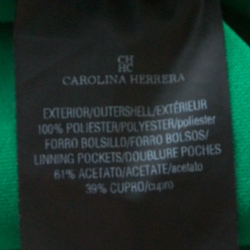 CH
HC
CAROLINA HERRERA
EXTERIOR/OUTERSHELL/EXTÉRIEUR
100% POLIESTER/POLYESTER/poliester
FORRO BOLSILLO/FORRO BOLSOS/
LINNING POCKETS/DOUBLURE POCHES
61% ACETATO/ACETATE/acetato
39% CUPRO/cupro